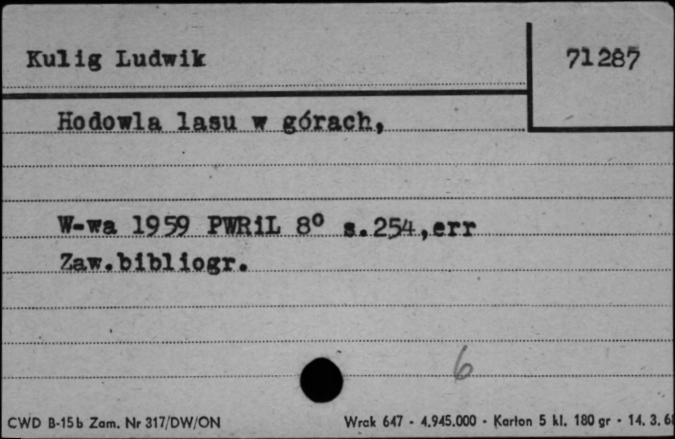 Kulig Ludwik
71287
Hodowla lasu w górach,
W-wa 1959 PWRiL 8° s.254,err
Zaw.bibliogr.
6
CWD B-15b Zam. Nr 317/DW/ON
Wrak 647 - 4.945.000 - Karton 5 kl. 180 gr - 14. 3. 6